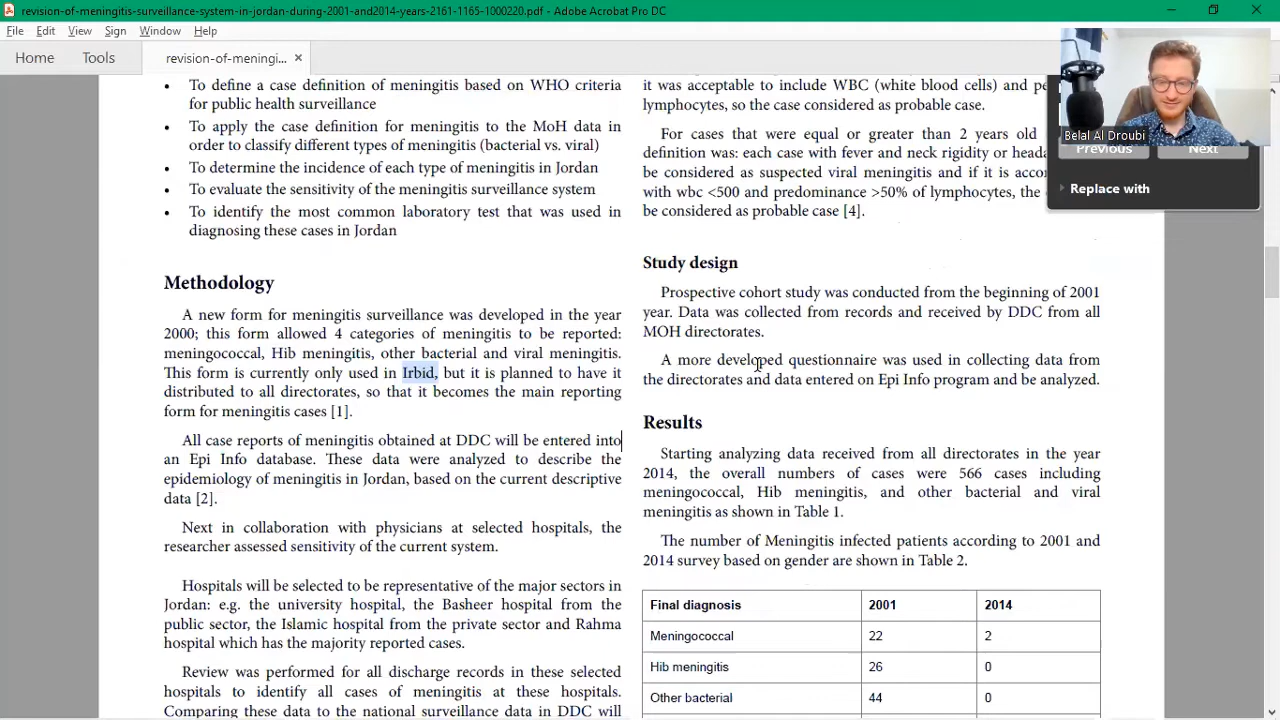 revision-of-meningitis-surveillance-system-in-jordan-during-2001-and2014-years-2161-1165-1000220.pdf - Adobe Acrobat Pro DC
File Edit View Sign Window Help
Home Tools revision-of-meningi... ×
• To define a case definition of meningitis based on WHO criteria
for public health surveillance
• To apply the case definition for meningitis to the MoH data in
order to classify different types of meningitis (bacterial vs. viral)
• To determine the incidence of each type of meningitis in Jordan
• To evaluate the sensitivity of the meningitis surveillance system
• To identify the most common laboratory test that was used in
diagnosing these cases in Jordan
Methodology
A new form for meningitis surveillance was developed in the year
2000; this form allowed 4 categories of meningitis to be reported:
meningococcal, Hib meningitis, other bacterial and viral meningitis.
This form is currently only used in Irbid, but it is planned to have it
distributed to all directorates, so that it becomes the main reporting
form for meningitis cases [1].
All case reports of meningitis obtained at DDC will be entered into
an Epi Info database. These data were analyzed to describe the
epidemiology of meningitis in Jordan, based on the current descriptive
data [2].
Next in collaboration with physicians at selected hospitals, the
researcher assessed sensitivity of the current system.
Hospitals will be selected to be representative of the major sectors in
Jordan: e.g. the university hospital, the Basheer hospital from the
public sector, the Islamic hospital from the private sector and Rahma
hospital which has the majority reported cases.
Review was performed for all discharge records in these selected
hospitals to identify all cases of meningitis at these hospitals.
Comparing these data to the national surveillance data in DDC will
it was acceptable to include WBC (white blood cells) and
lymphocytes, so the case considered as probable case.
For cases that were equal or greater than 2 years old
definition was: each case with fever and neck rigidity or
be considered as suspected viral meningitis and if it is
with wbc <500 and predominance >50% of lymphocytes, the
be considered as probable case [4].
Study design
Prospective cohort study was conducted from the beginning of 2001
year. Data was collected from records and received by DDC from all
MOH directorates.
A more developed questionnaire was used in collecting data from
the directorates and data entered on Epi Info program and be analyzed.
Results
Starting analyzing data received from all directorates in the year
2014, the overall numbers of cases were 566 cases including
meningococcal, Hib meningitis, and other bacterial and viral
meningitis as shown in Table 1.
The number of Meningitis infected patients according to 2001 and
2014 survey based on gender are shown in Table 2.
Final diagnosis 2001 2014
Meningococcal 22 2
Hib meningitis 26 0
Other bacterial 44 0
Belal Al Droubi
Previous Next
Replace with